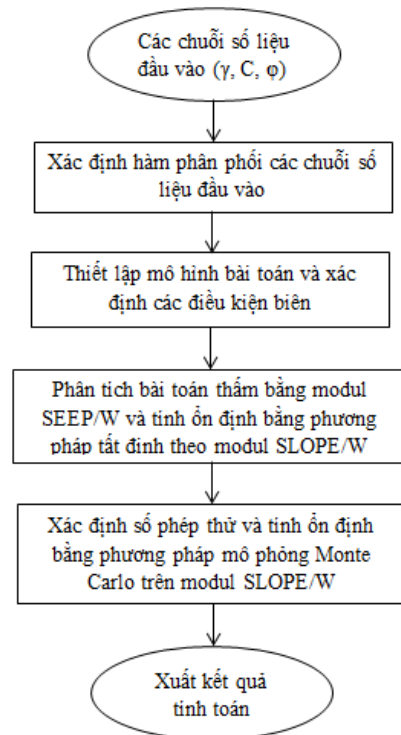 Các chuỗi số liệu
đầu vào (γ, C, φ)
Xác định hàm phân phối các chuỗi số
liệu đầu vào
Thiết lập mô hình bài toán và xác
định các điều kiện biên
Phân tích bài toán thấm bằng modul
SEEP/W và tính ổn định bằng phương
pháp tất định theo modul SLOPE/W
Xác định số phép thử và tính ổn định
bằng phương pháp mô phỏng Monte
Carlo trên modul SLOPE/W
Xuất kết quả
tính toán